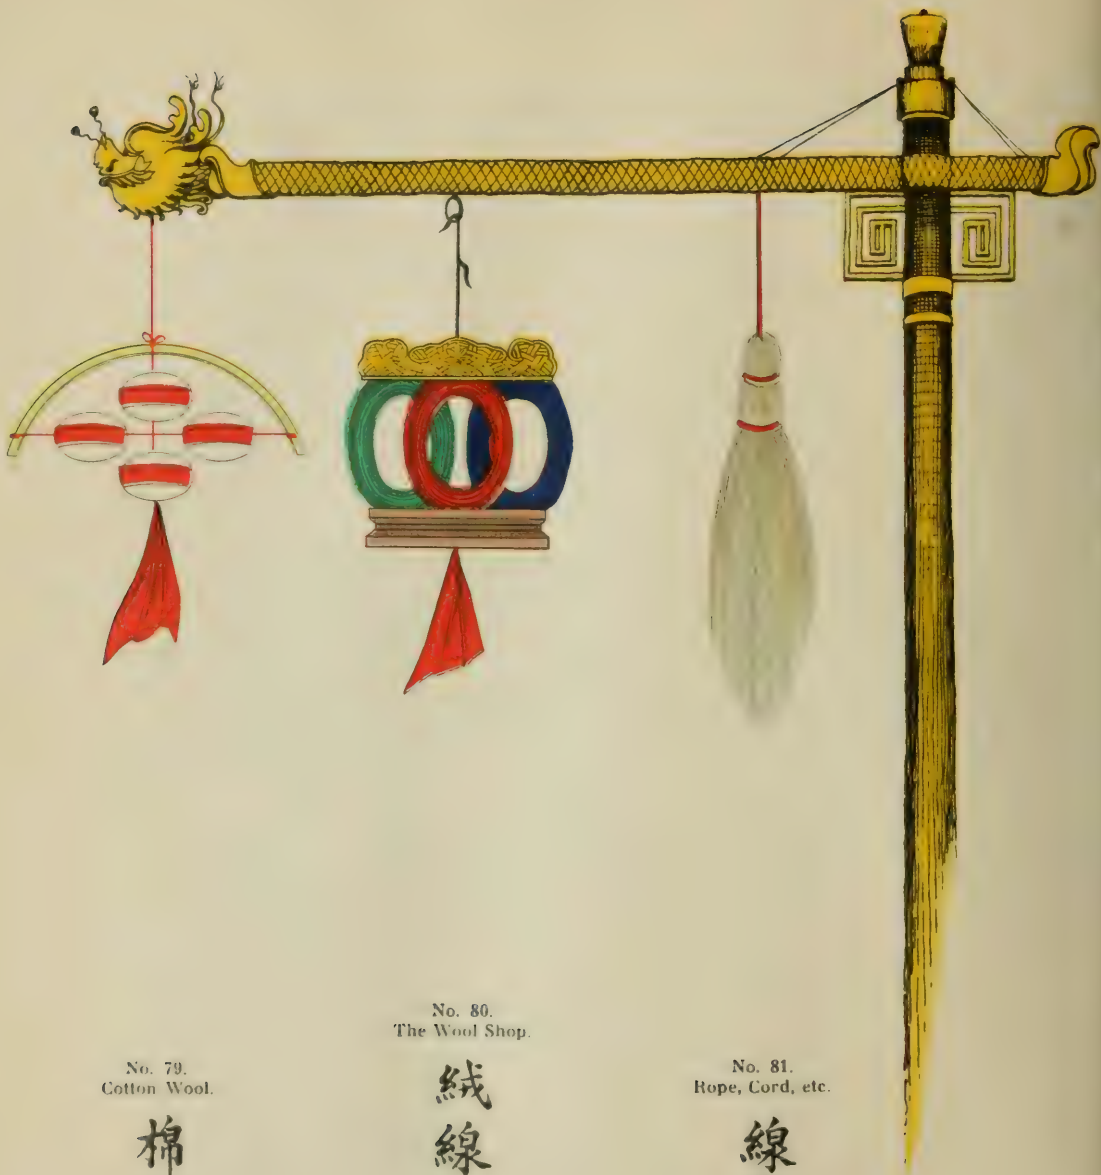 No. 79.
Cotton Wool.
棉
No. 80.
The Wool Shop.
絨
線
No. 81.
Rope, Cord, etc.
線